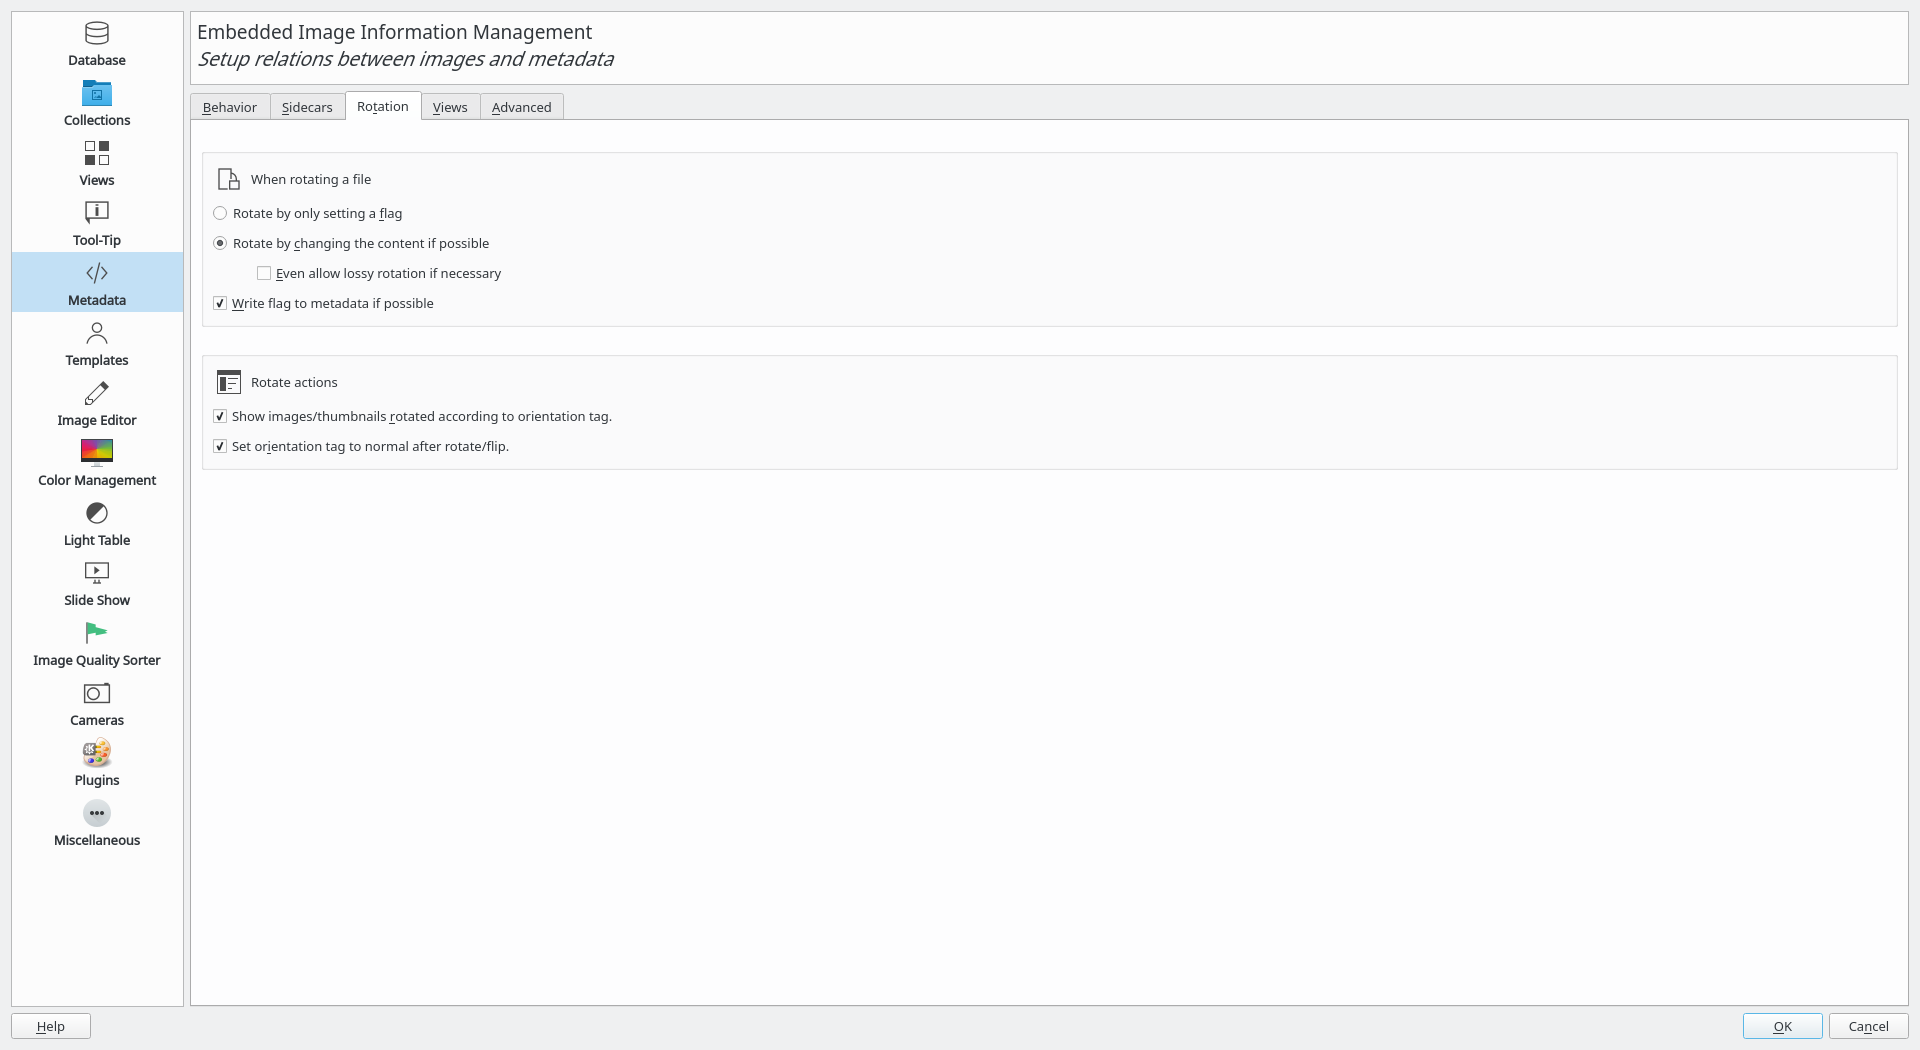 Database
Collections
Views
Tool-Tip
Metadata
Templates
Image Editor
Color Management
Light Table
Slide Show
Image Quality Sorter
Cameras
Plugins
Miscellaneous
Embedded Image Information Management
Setup relations between images and metadata
Behavior Sidecars Rotation Views Advanced
When rotating a file
Rotate by only setting a flag
Rotate by changing the content if possible
Even allow lossy rotation if necessary
Write flag to metadata if possible
Rotate actions
Show images/thumbnails rotated according to orientation tag.
Set orientation tag to normal after rotate/flip.
Help OK Cancel